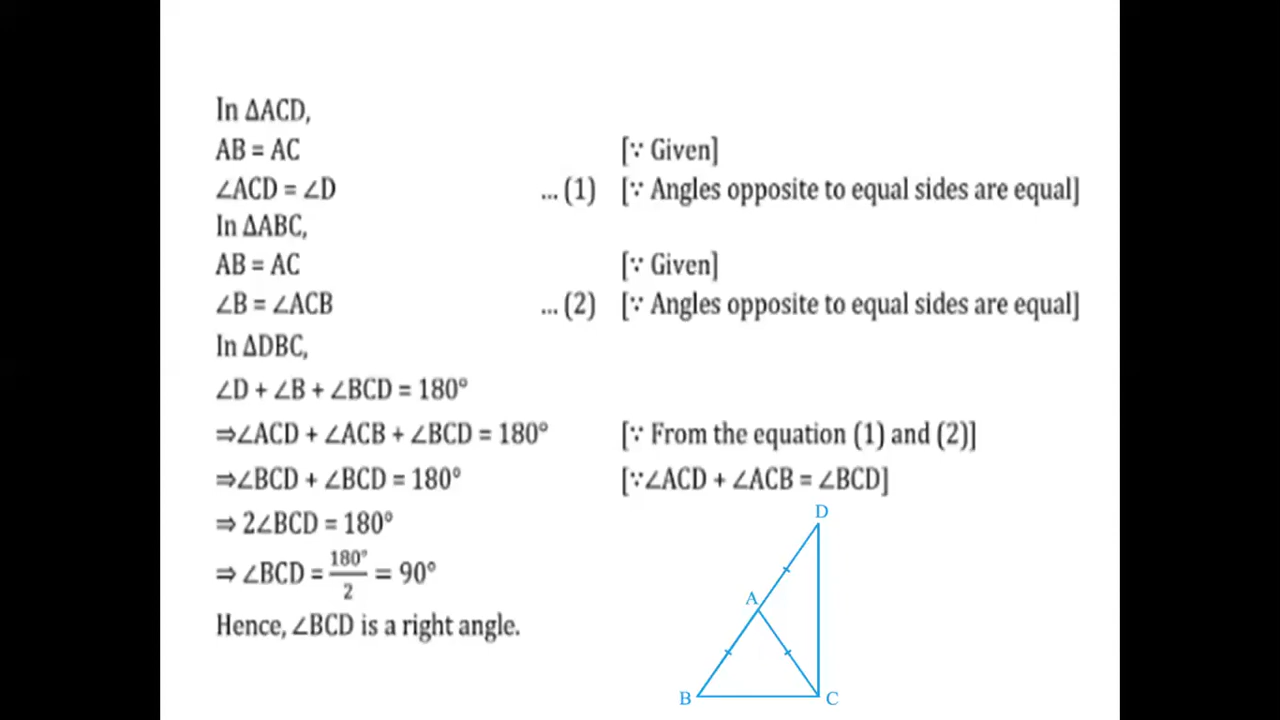 In ΔACD,
AB = AC [∵ Given]
∠ACD = ∠D ... (1) [∵ Angles opposite to equal sides are equal]
In ΔABC,
AB = AC [∵ Given]
∠B = ∠ACB ... (2) [∵ Angles opposite to equal sides are equal]
In ΔDBC,
∠D + ∠B + ∠BCD = 180°
⇒∠ACD + ∠ACB + ∠BCD = 180° [∵ From the equation (1) and (2)]
⇒∠BCD + ∠BCD = 180° [∵∠ACD + ∠ACB = ∠BCD]
⇒ 2∠BCD = 180°
⇒ ∠BCD = 180°/2 = 90°
Hence, ∠BCD is a right angle.
D
A
B C